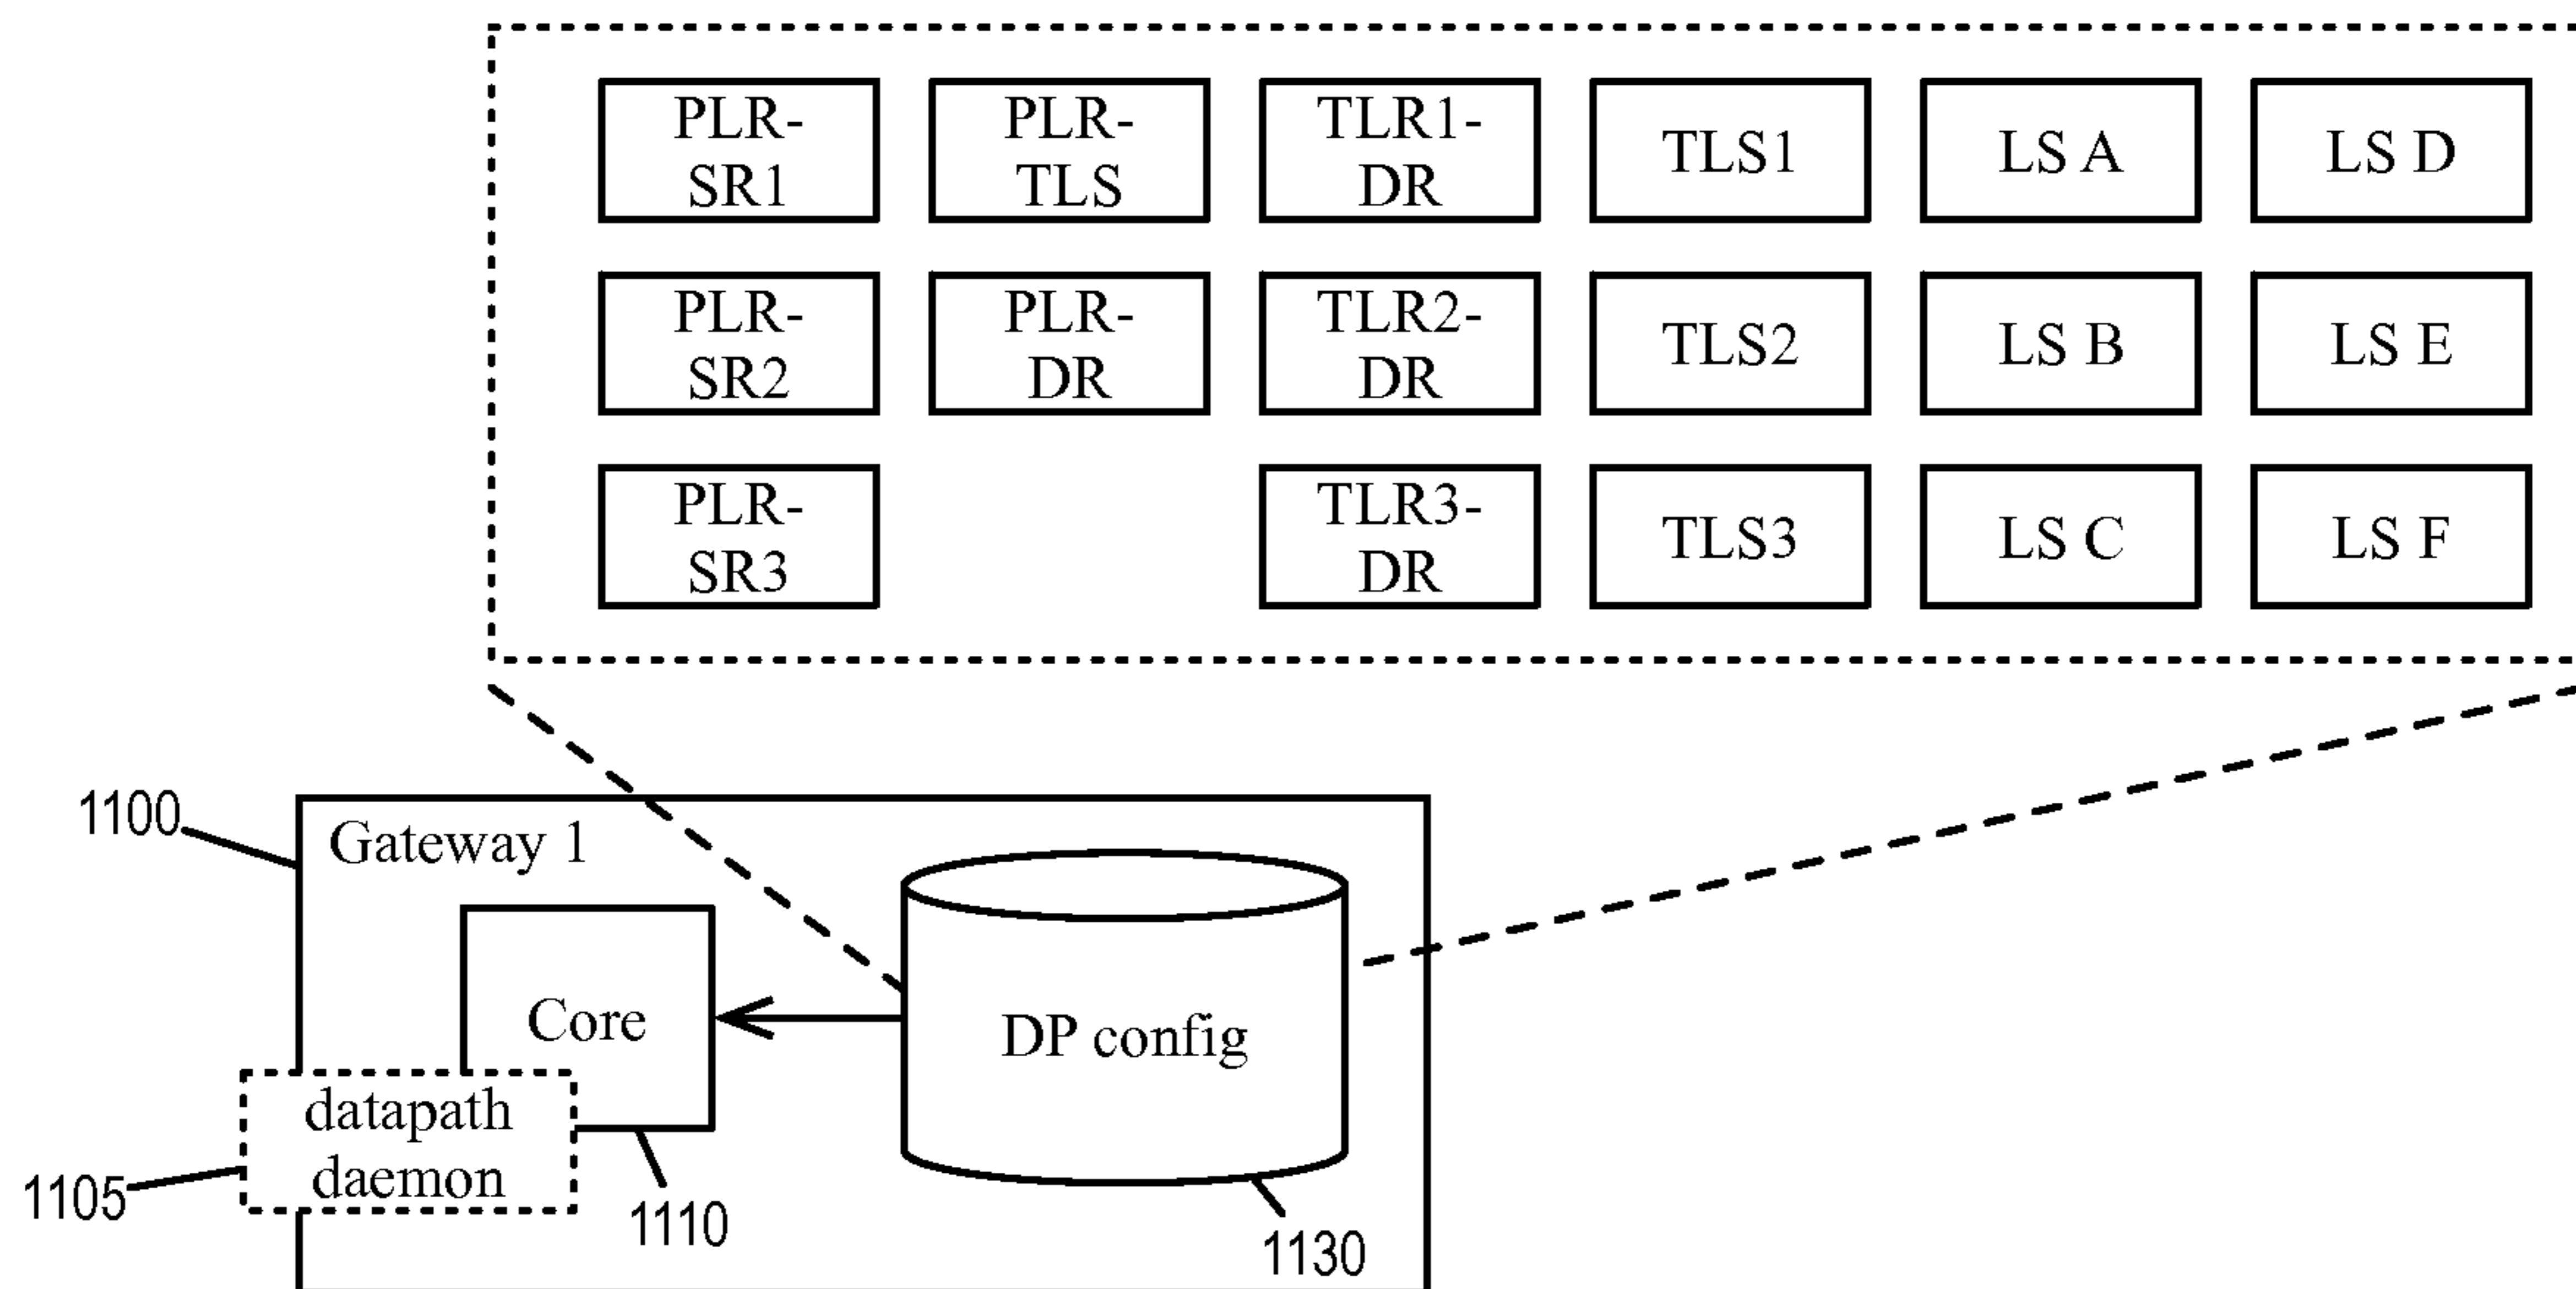 PLR-
SR1
PLR-
TLS
TLR1-
DR
TLS1
LS A
LS D
PLR-
SR2
PLR-
DR
TLR2-
DR
TLS2
LS B
LS E
PLR-
SR3
TLR3-
DR
TLS3
LS C
LS F
1100
Gateway 1
Core
DP config
datapath
daemon
1105
1110
1130